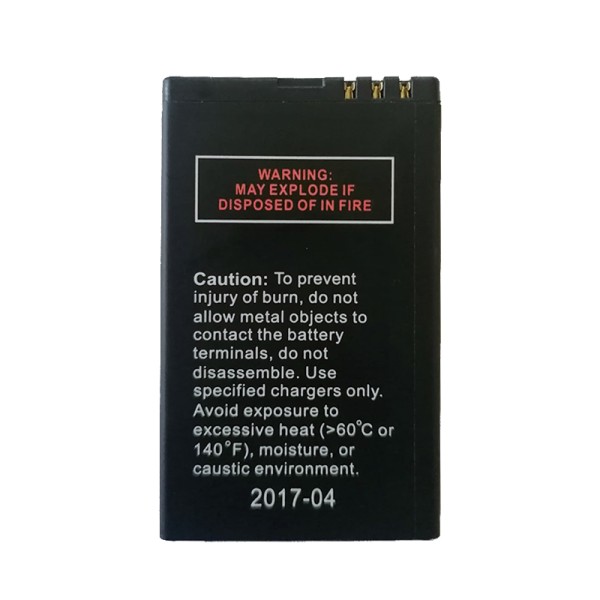 WARNING:
MAY EXPLODE IF
DISPOSED OF IN FIRE
Caution: To prevent
injury of burn, do not
allow metal objects to
contact the battery
terminals, do not
disassemble. Use
specified chargers only.
Avoid exposure to
excessive heat (>60°C or
140°F), moisture, or
caustic environment.
2017-04